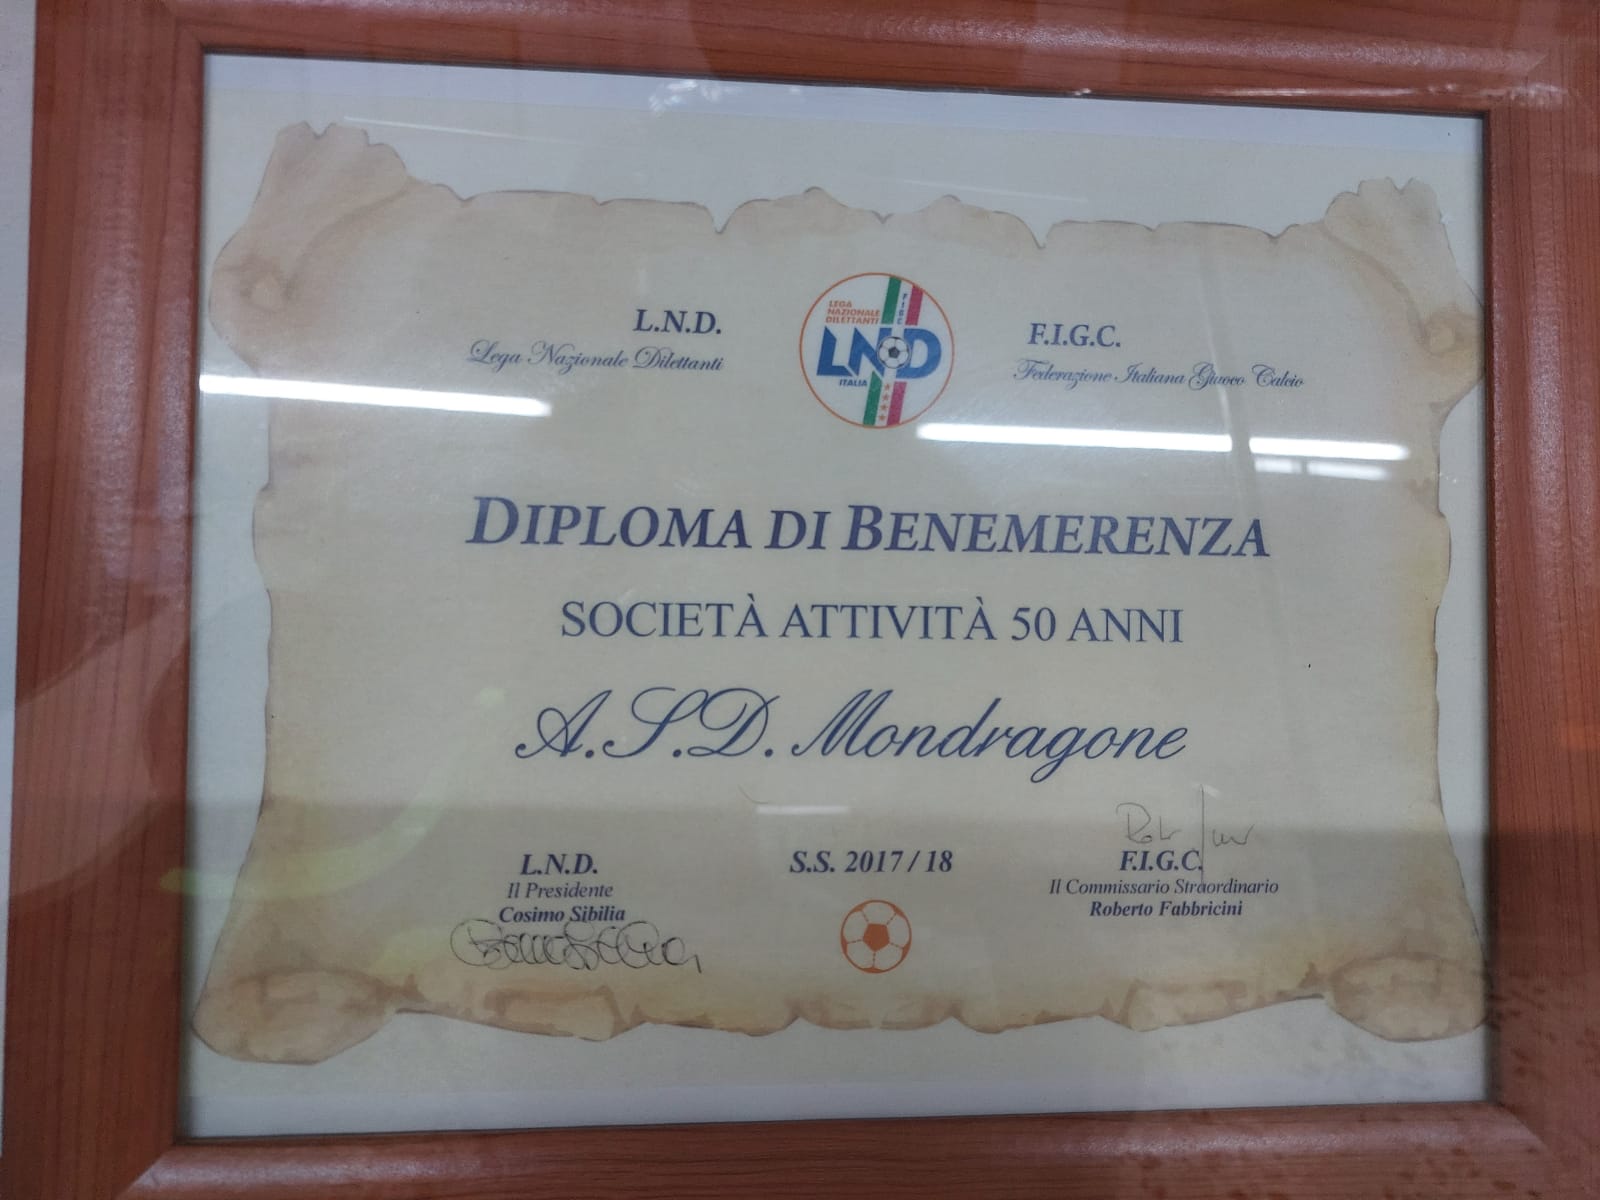 L.N.D.
Lega Nazionale Dilettanti
LEGA
NAZIONALE
DILETTANTI
FIGC
LND
ITALIA
F.I.G.C.
Federazione Italiana Giuoco Calcio
DIPLOMA DI BENEMERENZA
SOCIETÀ ATTIVITÀ 50 ANNI
A.S.D. Mondragone
L.N.D.
Il Presidente
Cosimo Sibilia
S.S. 2017/18
F.I.G.C.
Il Commissario Straordinario
Roberto Fabbricini